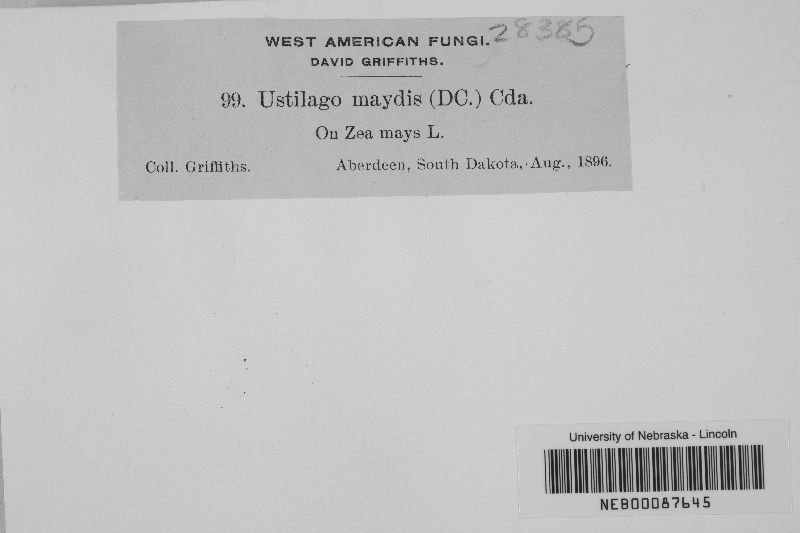 WEST AMERICAN FUNGI. 28385
DAVID GRIFFITHS.
99. Ustilago maydis (DC.) Cda.
On Zea mays L.
Coll. Griffiths. Aberdeen, South Dakota, Aug., 1896.
University of Nebraska - Lincoln
NEB00087645